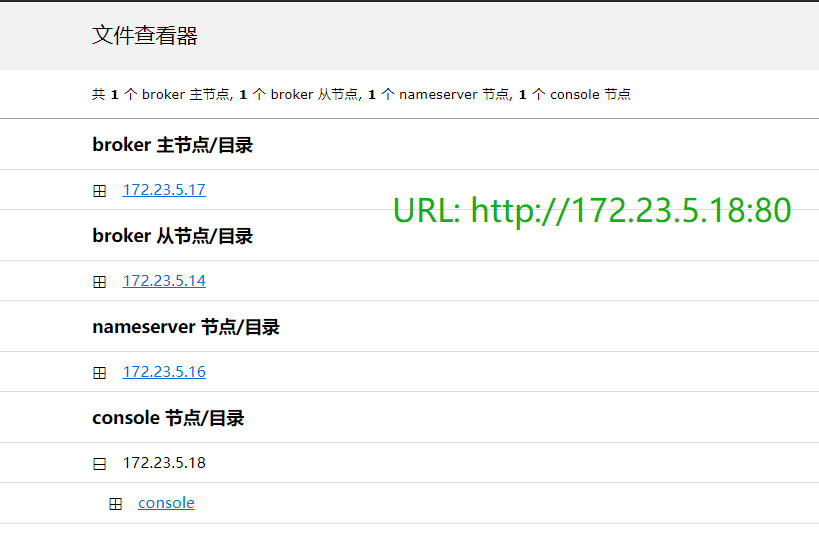 文件查看器
共 1 个 broker 主节点, 1 个 broker 从节点, 1 个 nameserver 节点, 1 个 console 节点
broker 主节点/目录
172.23.5.17
URL: http://172.23.5.18:80
broker 从节点/目录
172.23.5.14
nameserver 节点/目录
172.23.5.16
console 节点/目录
172.23.5.18
console